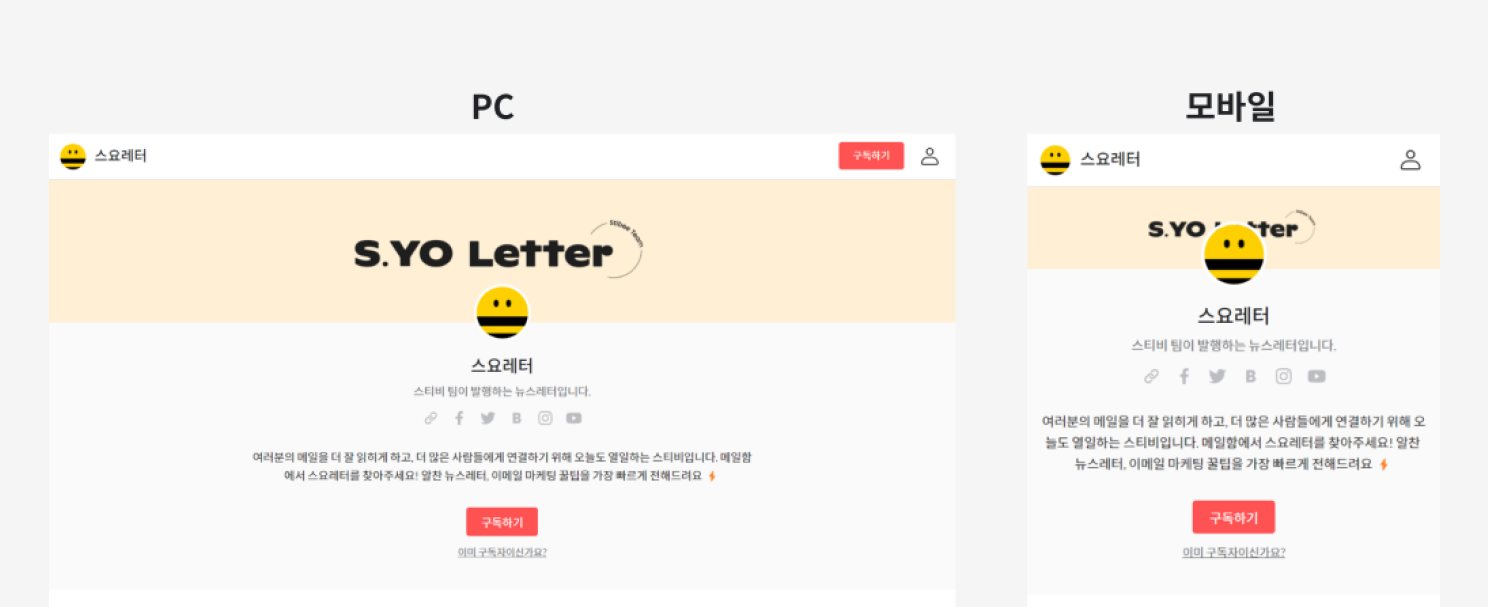 PC
스요레터
구독하기
S.YO Letter
Stibee Team
스요레터
스티비 팀이 발행하는 뉴스레터입니다.
B
여러분의 메일을 더 잘 읽히게 하고, 더 많은 사람들에게 연결하기 위해 오늘도 열일하는 스티비입니다. 메일함
에서 스요레터를 찾아주세요! 알찬 뉴스레터, 이메일 마케팅 꿀팁을 가장 빠르게 전해드려요
구독하기
이미 구독자이신가요?
모바일
스요레터
S.YO tter
스요레터
스티비 팀이 발행하는 뉴스레터입니다.
B
여러분의 메일을 더 잘 읽히게 하고, 더 많은 사람들에게 연결하기 위해 오
늘도 열일하는 스티비입니다. 메일함에서 스요레터를 찾아주세요! 알찬
뉴스레터, 이메일 마케팅 꿀팁을 가장 빠르게 전해드려요
구독하기
이미 구독자이신가요?